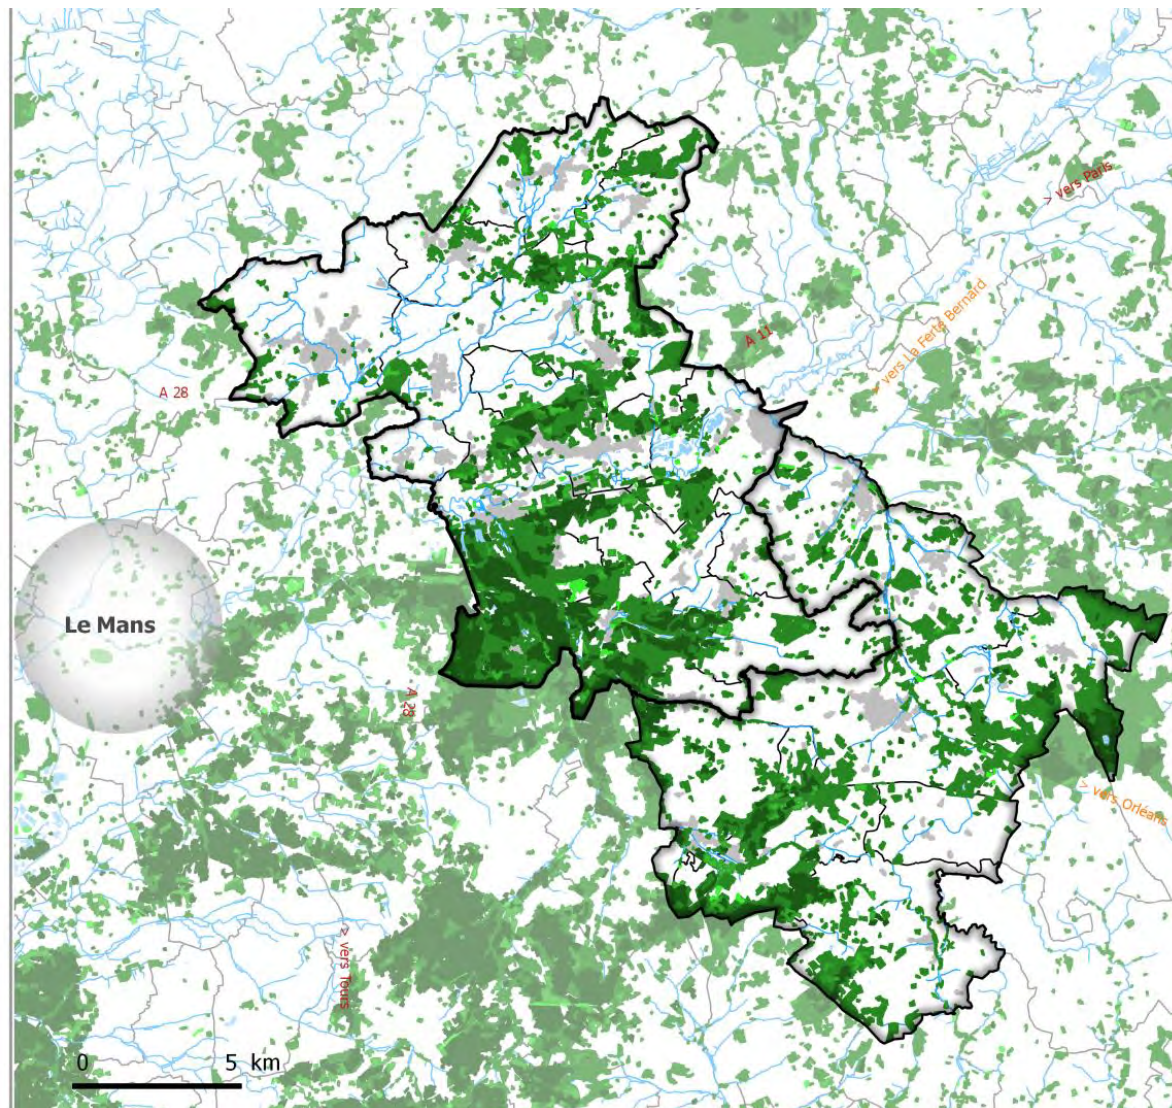 > vers Paris
> vers La Ferté Bernard
A 11
A 28
Le Mans
A 28
> vers Orléans
> vers Tours
0 5 km